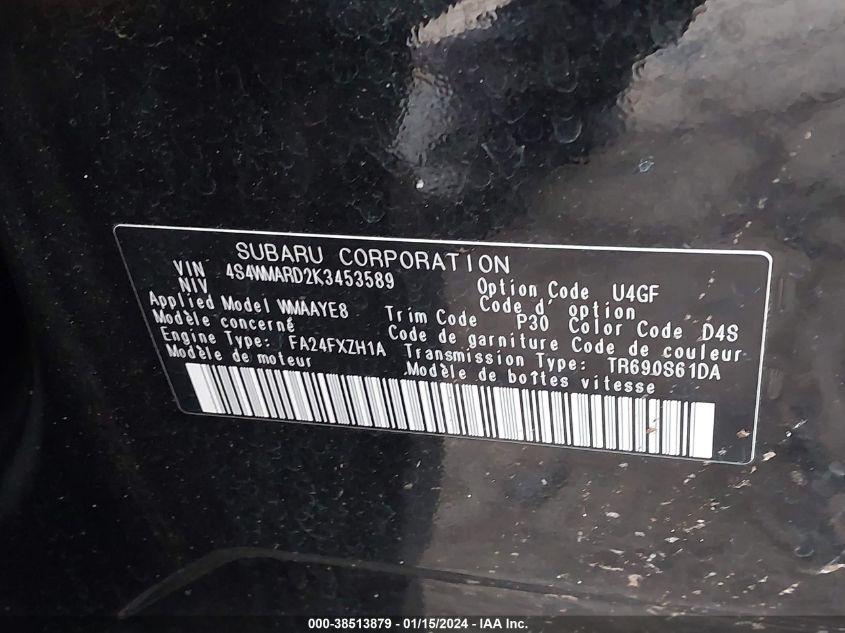 SUBARU CORPORATION
VIN 4S4WMARD2K3453589 Option Code U4GF
NIV Code d'option
Applied Model WMAAYE8 Trim Code P30 Color Code D4S
Modèle concerné Code de garniture Code de couleur
Engine Type: FA24FXZH1A Transmission Type: TR690S61DA
Modèle de moteur Modèle de boîtes vitesse
000-38513879 - 01/15/2024 - IAA Inc.